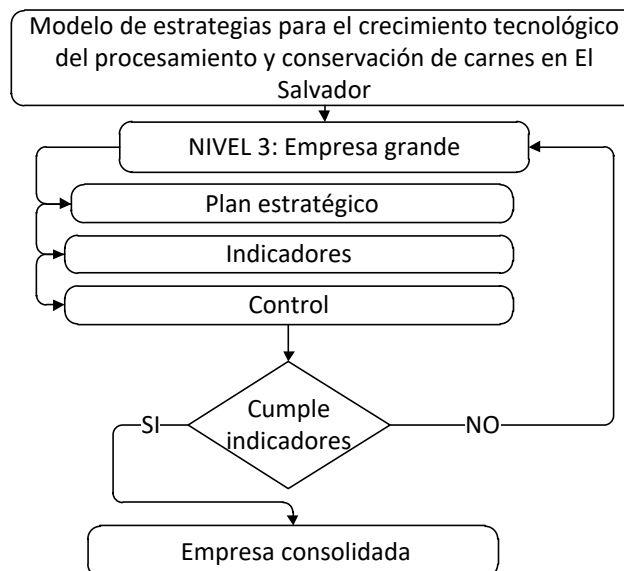 Modelo de estrategias para el crecimiento tecnológico
del procesamiento y conservación de carnes en El
Salvador
NIVEL 3: Empresa grande
Plan estratégico
Indicadores
Control
Cumple
indicadores
SI
NO
Empresa consolidada